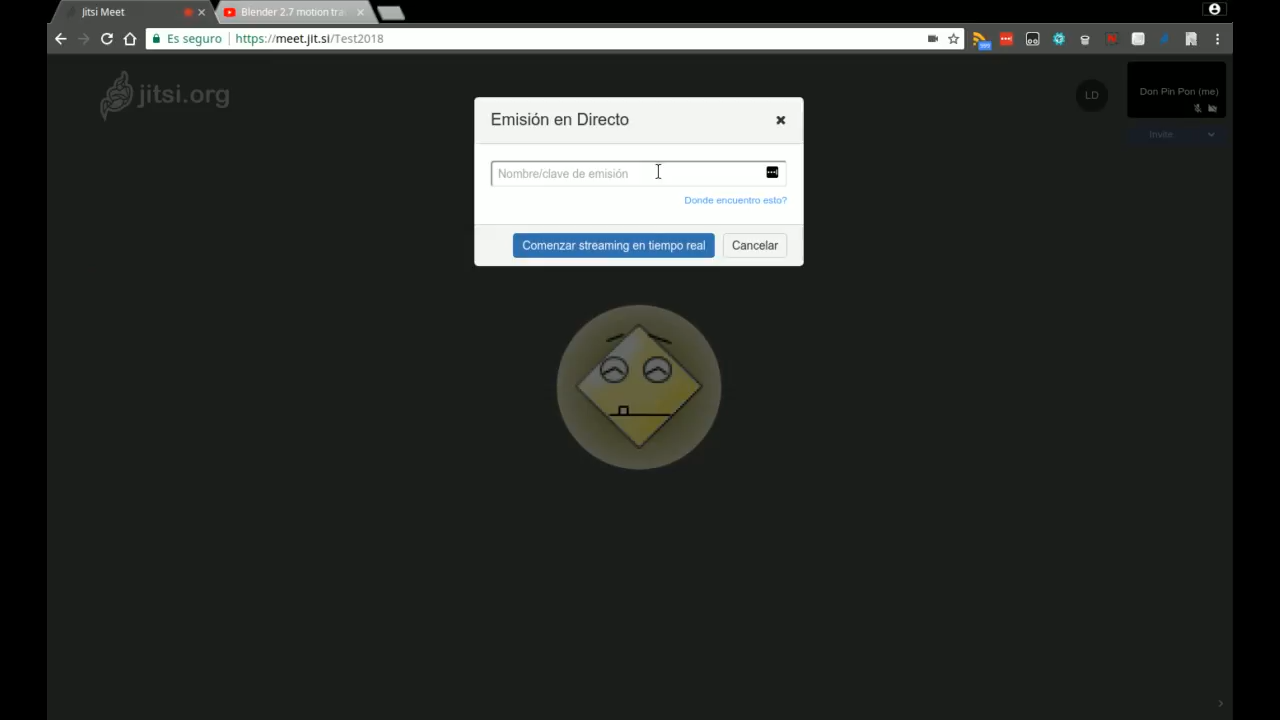 Jitsi Meet
Blender 2.7 motion tra
Es seguro
https://meet.jit.si/Test2018
jitsi.org
LD
Don Pin Pon (me)
Invite
Emisión en Directo
Nombre/clave de emisión
Donde encuentro esto?
Comenzar streaming en tiempo real
Cancelar